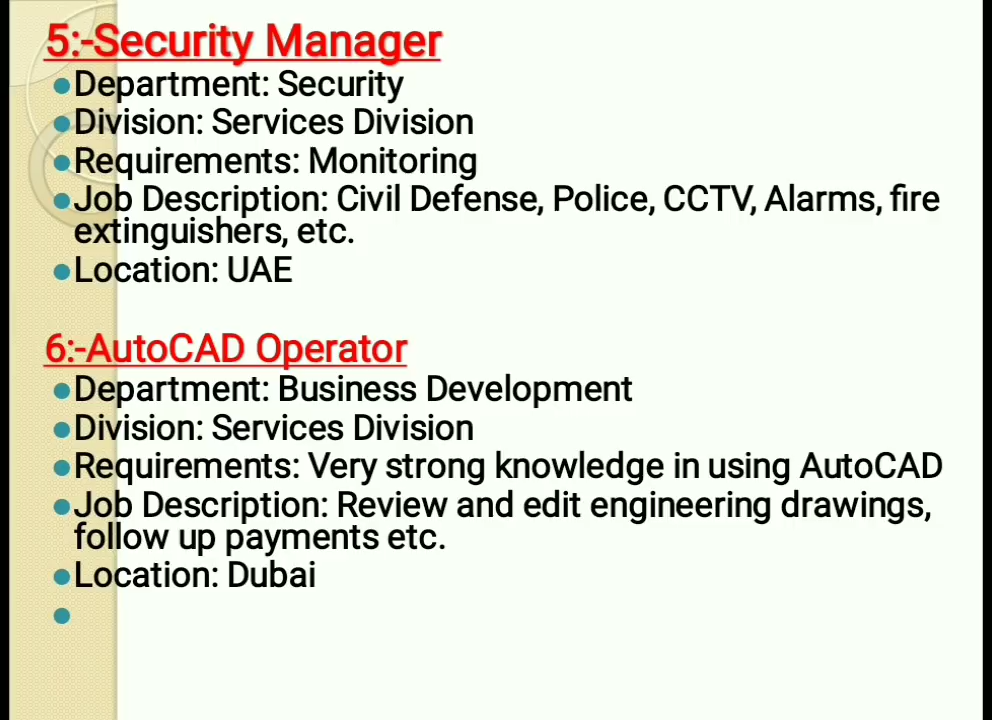 5:-Security Manager
Department: Security
Division: Services Division
Requirements: Monitoring
Job Description: Civil Defense, Police, CCTV, Alarms, fire
extinguishers, etc.
Location: UAE
6:-AutoCAD Operator
Department: Business Development
Division: Services Division
Requirements: Very strong knowledge in using AutoCAD
Job Description: Review and edit engineering drawings,
follow up payments etc.
Location: Dubai